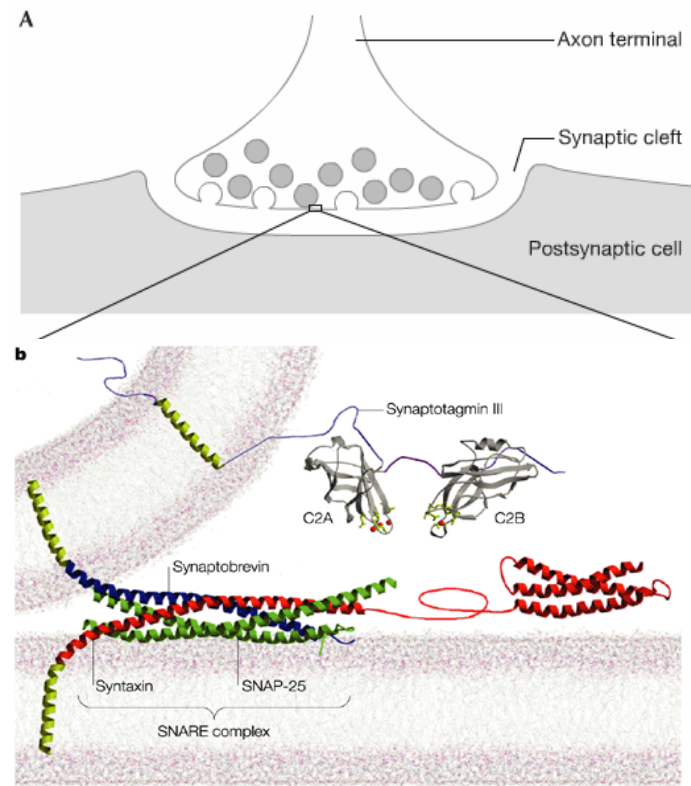 A
Axon terminal
Synaptic cleft
Postsynaptic cell
b
Synaptotagmin III
C2A
C2B
Synaptobrevin
Syntaxin
SNAP-25
SNARE complex